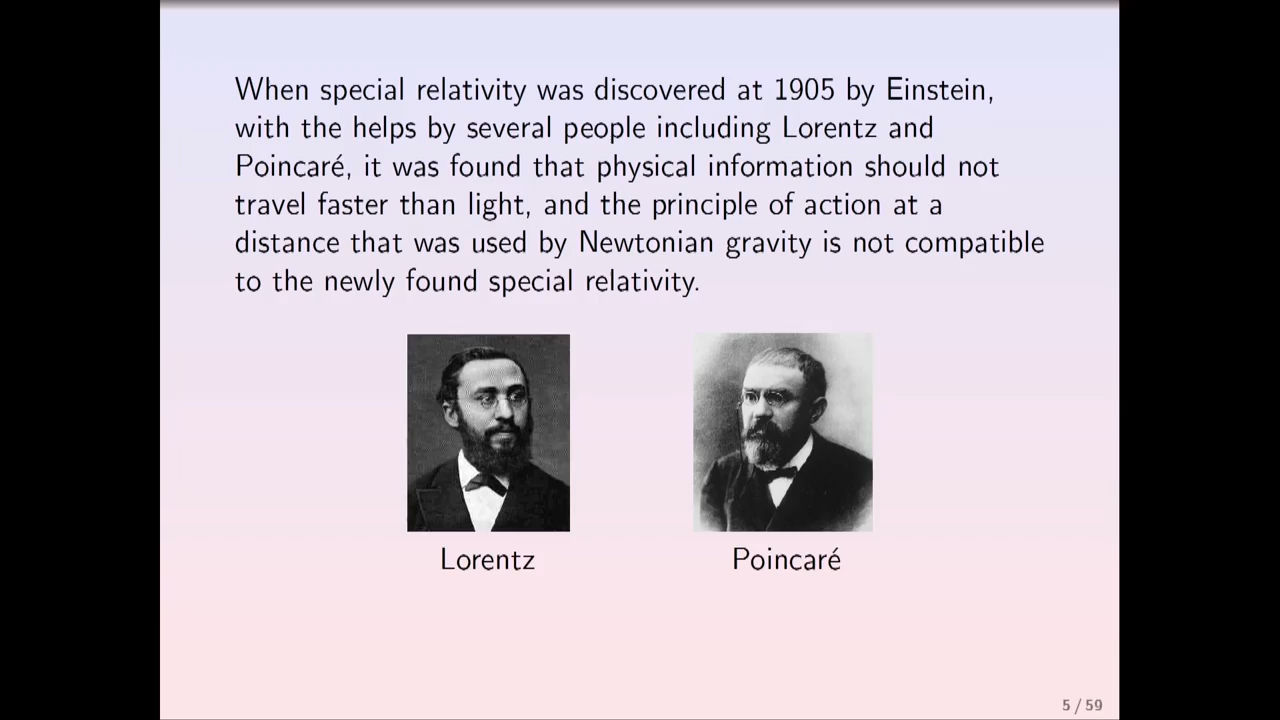 When special relativity was discovered at 1905 by Einstein,
with the helps by several people including Lorentz and
Poincaré, it was found that physical information should not
travel faster than light, and the principle of action at a
distance that was used by Newtonian gravity is not compatible
to the newly found special relativity.
Lorentz
Poincaré
5 / 59